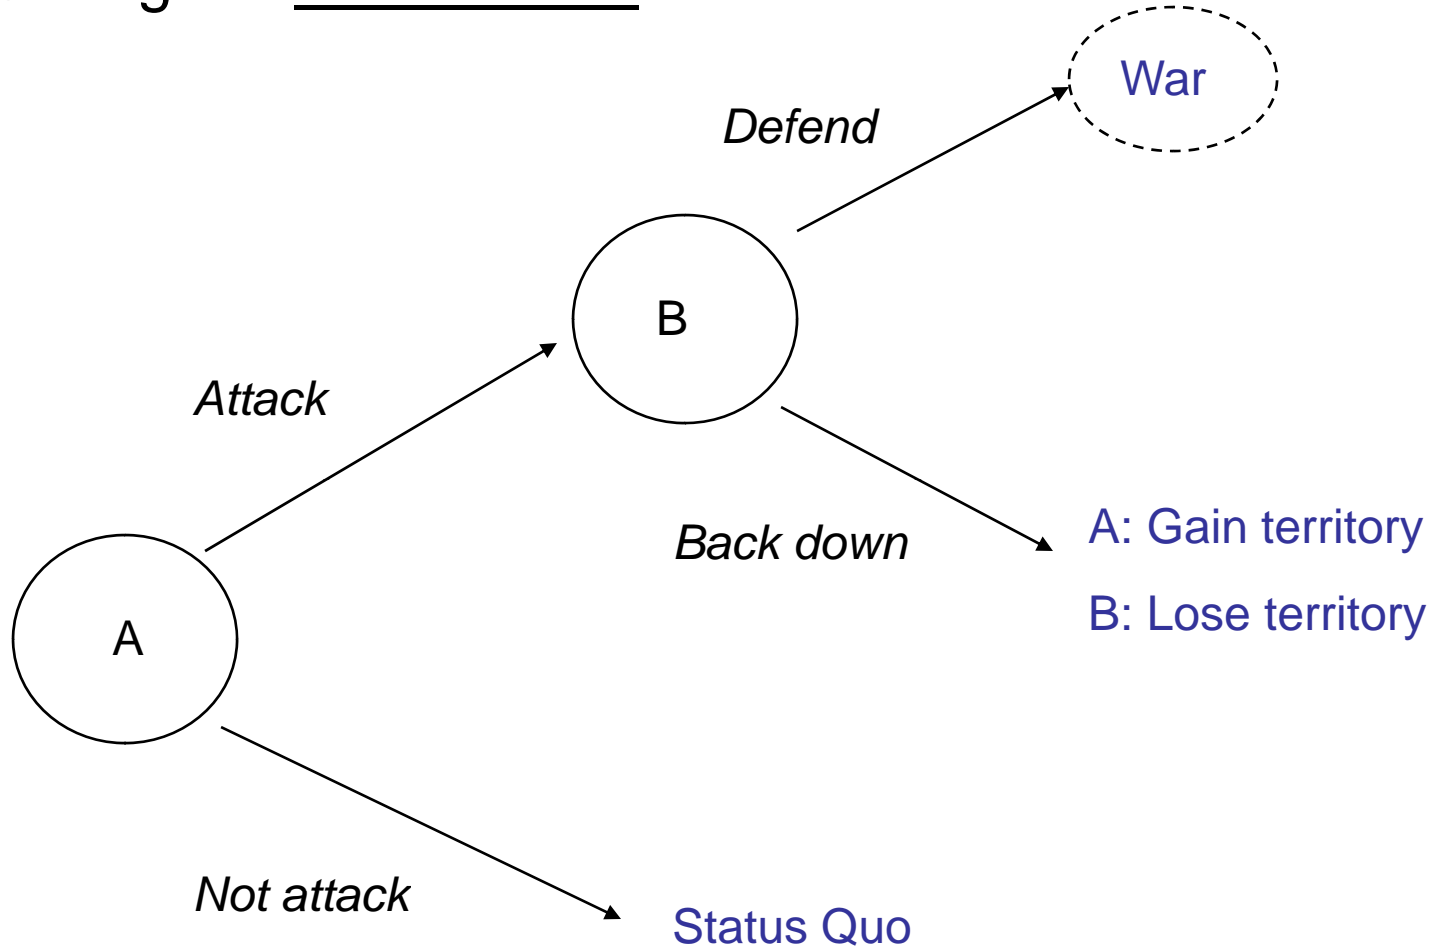 War
Defend
B
Attack
A: Gain territory
Back down
B: Lose territory
A
Not attack
Status Quo